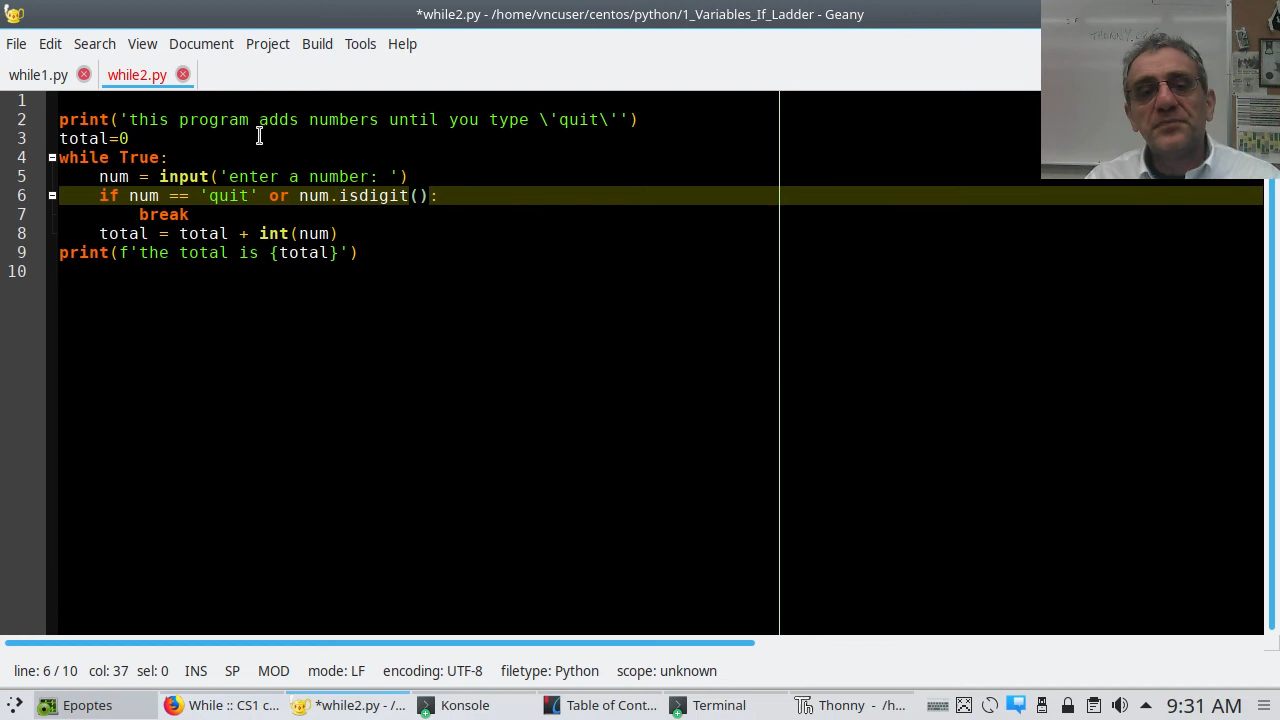 *while2.py - /home/vncuser/centos/python/1_Variables_If_Ladder - Geany
File Edit Search View Document Project Build Tools Help
while1.py while2.py
1
2 print('this program adds numbers until you type \'quit\'')
3 total=0
4 while True:
5 num = input('enter a number: ')
6 if num == 'quit' or num.isdigit():
7 break
8 total = total + int(num)
9 print(f'the total is {total}')
10
THONNY.ORG
line: 6 / 10 col: 37 sel: 0 INS SP MOD mode: LF encoding: UTF-8 filetype: Python scope: unknown
Epoptes While :: CS1 c... *while2.py - /... Konsole Table of Cont... Terminal Thonny - /h... 9:31 AM